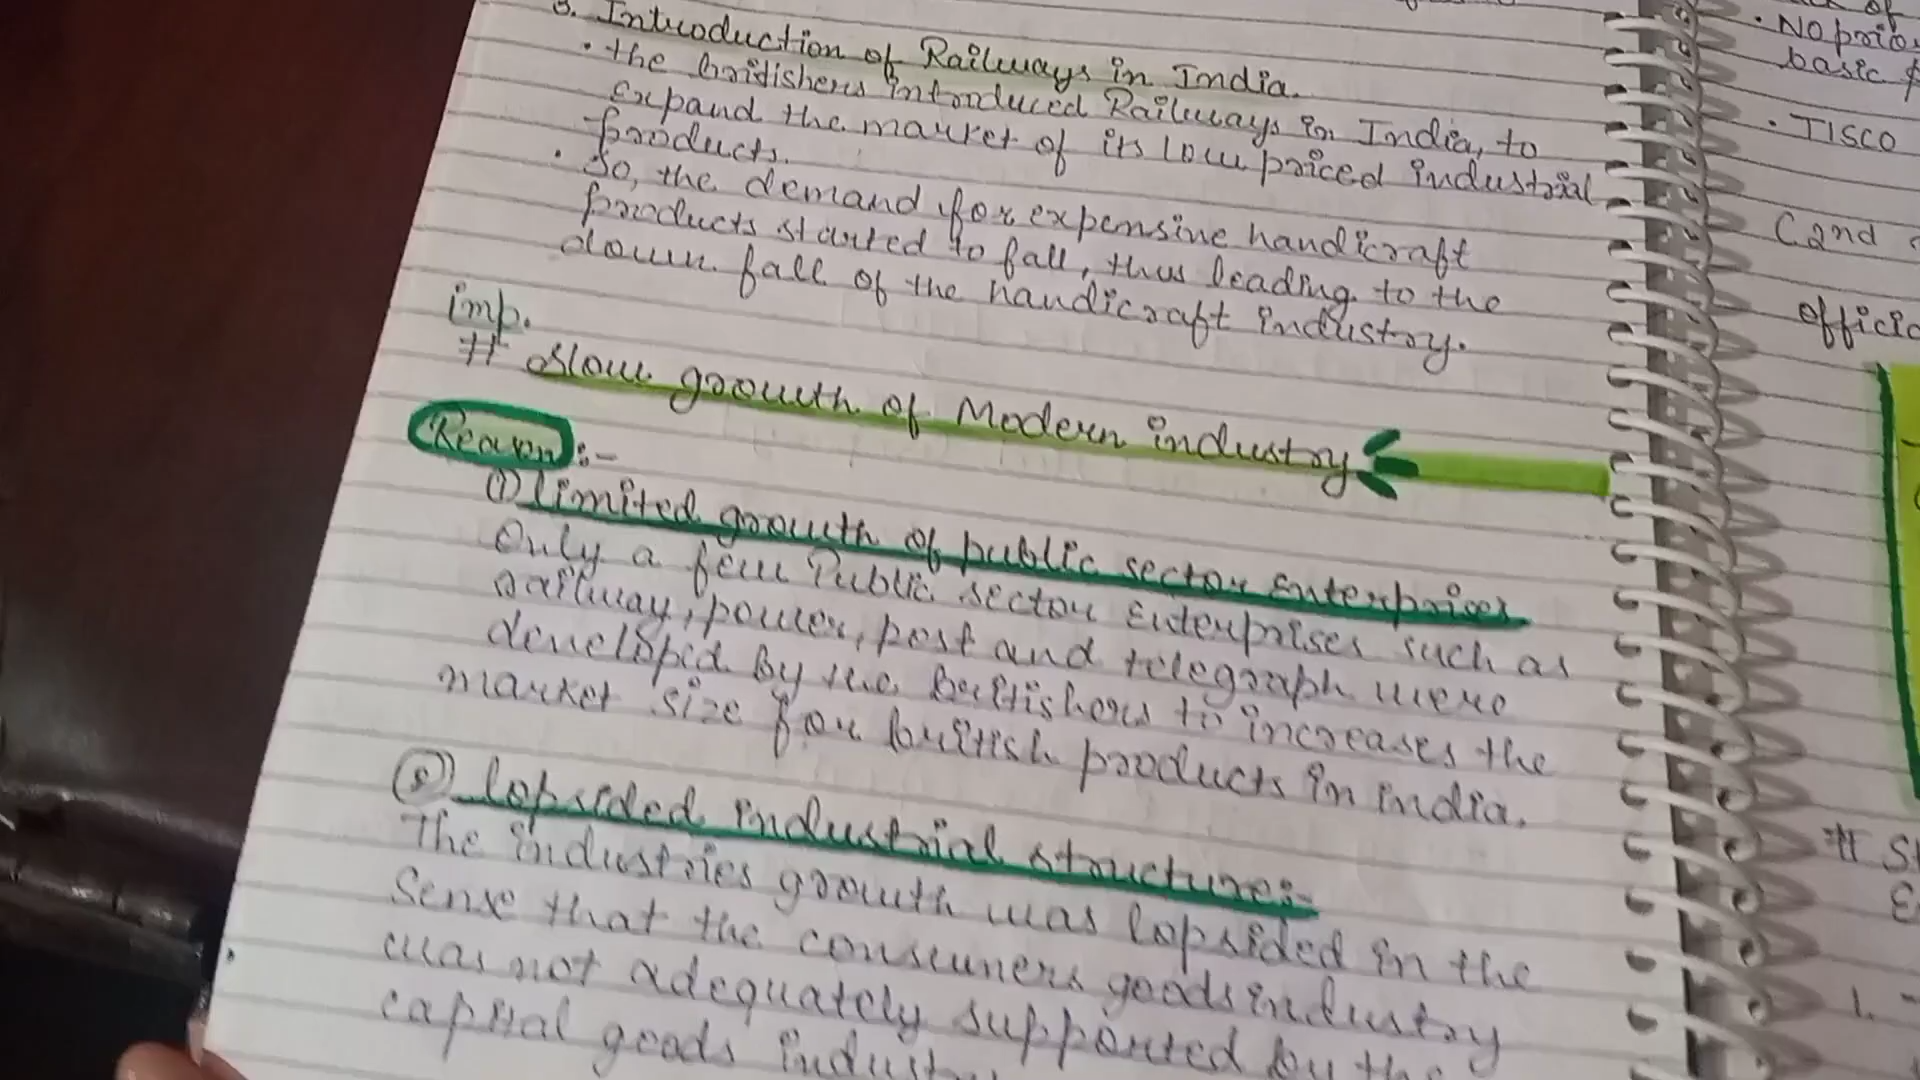 3. Introduction of Railways in India.
• the britishers introduced Railways in India, to
expand the market of its low priced industrial
products.
• So, the demand for expensive handicraft
products started to fall, thus leading to the
down fall of the handicraft industry.
imp.
# Slow growth of Modern industry
Reason :-
① limited growth of public sector Enterprises
Only a few Public sector Enterprises such as
railway, power, post and telegraph were
developed by the Britishers to increases the
market size for british products in india.
② lopsided industrial structure:-
The industries growth was lopsided in the
sense that the consumers goods industry
was not adequately supported by the
capital goods
of
• No prio
basic
• TISCO
(2nd
offic
# S
E
1.